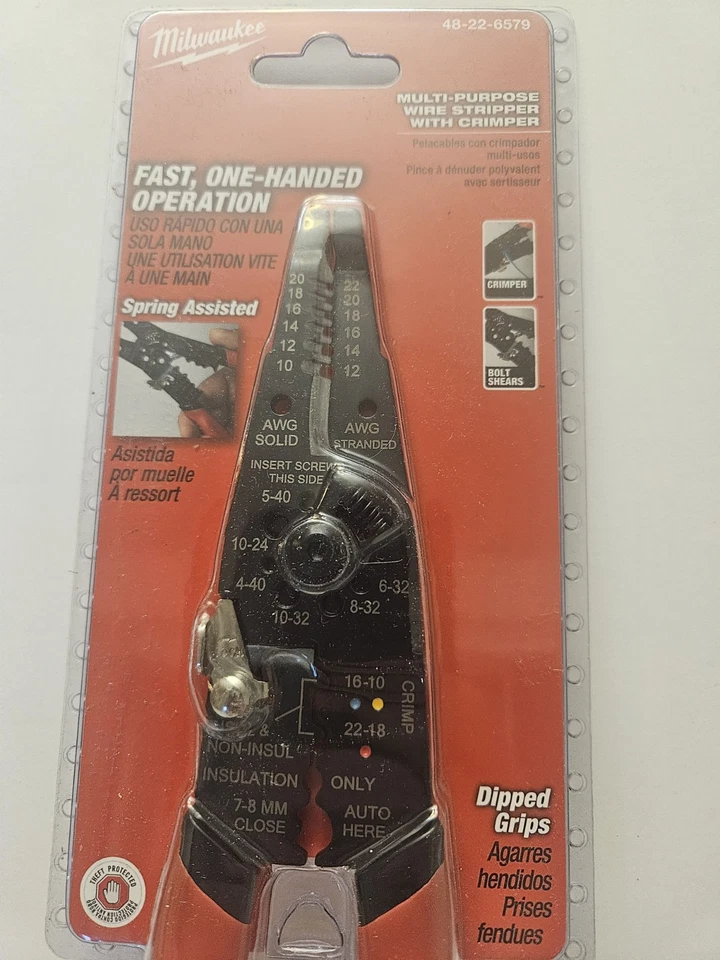 Milwaukee
48-22-6579
MULTI-PURPOSE
WIRE STRIPPER
WITH CRIMPER
Pelacables con crimpador
multi-usos
Pince à dénuder polyvalent
avec sertisseur
FAST, ONE-HANDED
OPERATION
USO RÁPIDO CON UNA
SOLA MANO
UNE UTILISATION VITE
À UNE MAIN
Spring Assisted
Asistida
por muelle
À ressort
CRIMPER
BOLT
SHEARS
20
18
16
14
12
10
22
20
18
16
14
12
AWG
SOLID
AWG
STRANDED
INSERT SCREW
THIS SIDE
5-40
10-24
4-40
10-32
8-32
6-32
16-10
22-18
CRIMP
&
NON-INSUL
INSULATION ONLY
7-8 MM
CLOSE
AUTO
HERE
Dipped
Grips
Agarres
hendidos
Prises
fendues
THEFT PROTECTED